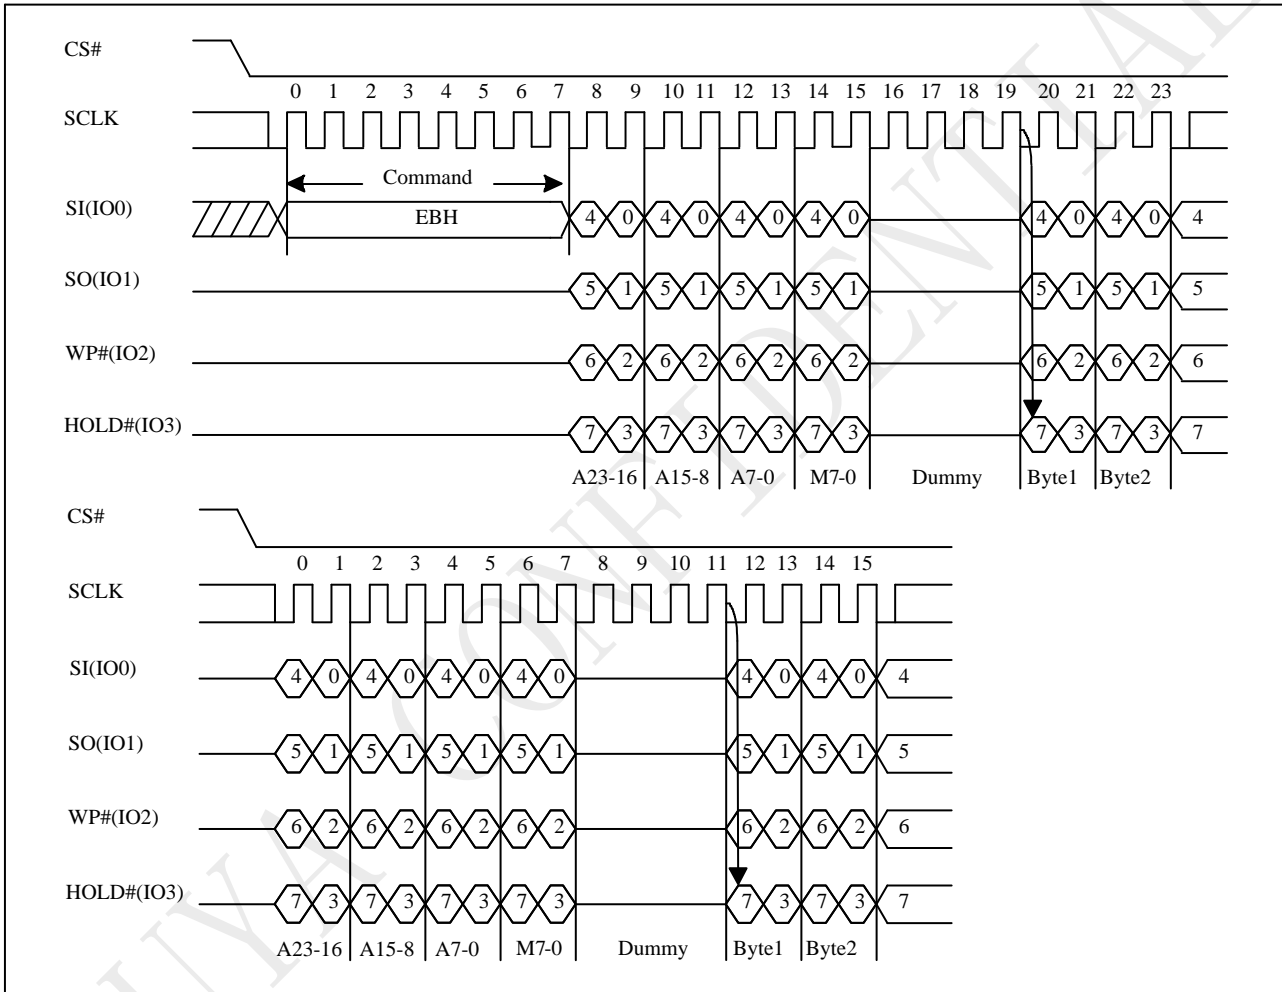 CS#
0 1 2 3 4 5 6 7 8 9 10 11 12 13 14 15 16 17 18 19 20 21 22 23
SCLK
Command
SI(IO0) EBH 4 0 4 0 4 0 4 0 4 0 4 0 4
SO(IO1) 5 1 5 1 5 1 5 1 5 1 5 1 5
WP#(IO2) 6 2 6 2 6 2 6 2 6 2 6 2 6
HOLD#(IO3) 7 3 7 3 7 3 7 3 7 3 7 3 7
A23-16 A15-8 A7-0 M7-0 Dummy Byte1 Byte2
CS#
0 1 2 3 4 5 6 7 8 9 10 11 12 13 14 15
SCLK
SI(IO0) 4 0 4 0 4 0 4 0 4 0 4 0 4
SO(IO1) 5 1 5 1 5 1 5 1 5 1 5 1 5
WP#(IO2) 6 2 6 2 6 2 6 2 6 2 6 2 6
HOLD#(IO3) 7 3 7 3 7 3 7 3 7 3 7 3 7
A23-16 A15-8 A7-0 M7-0 Dummy Byte1 Byte2
UYA CONFIDENTIAL